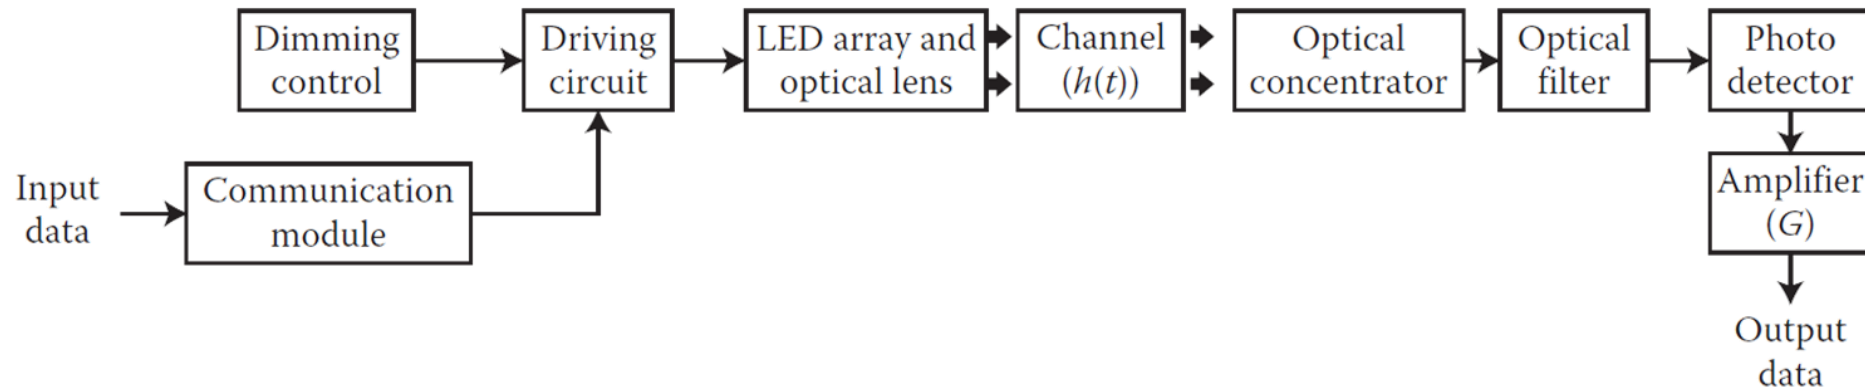 Dimming
control
Driving
circuit
LED array and
optical lens
Channel
(h(t))
Optical
concentrator
Optical
filter
Photo
detector
Input
data
Communication
module
Amplifier
(G)
Output
data